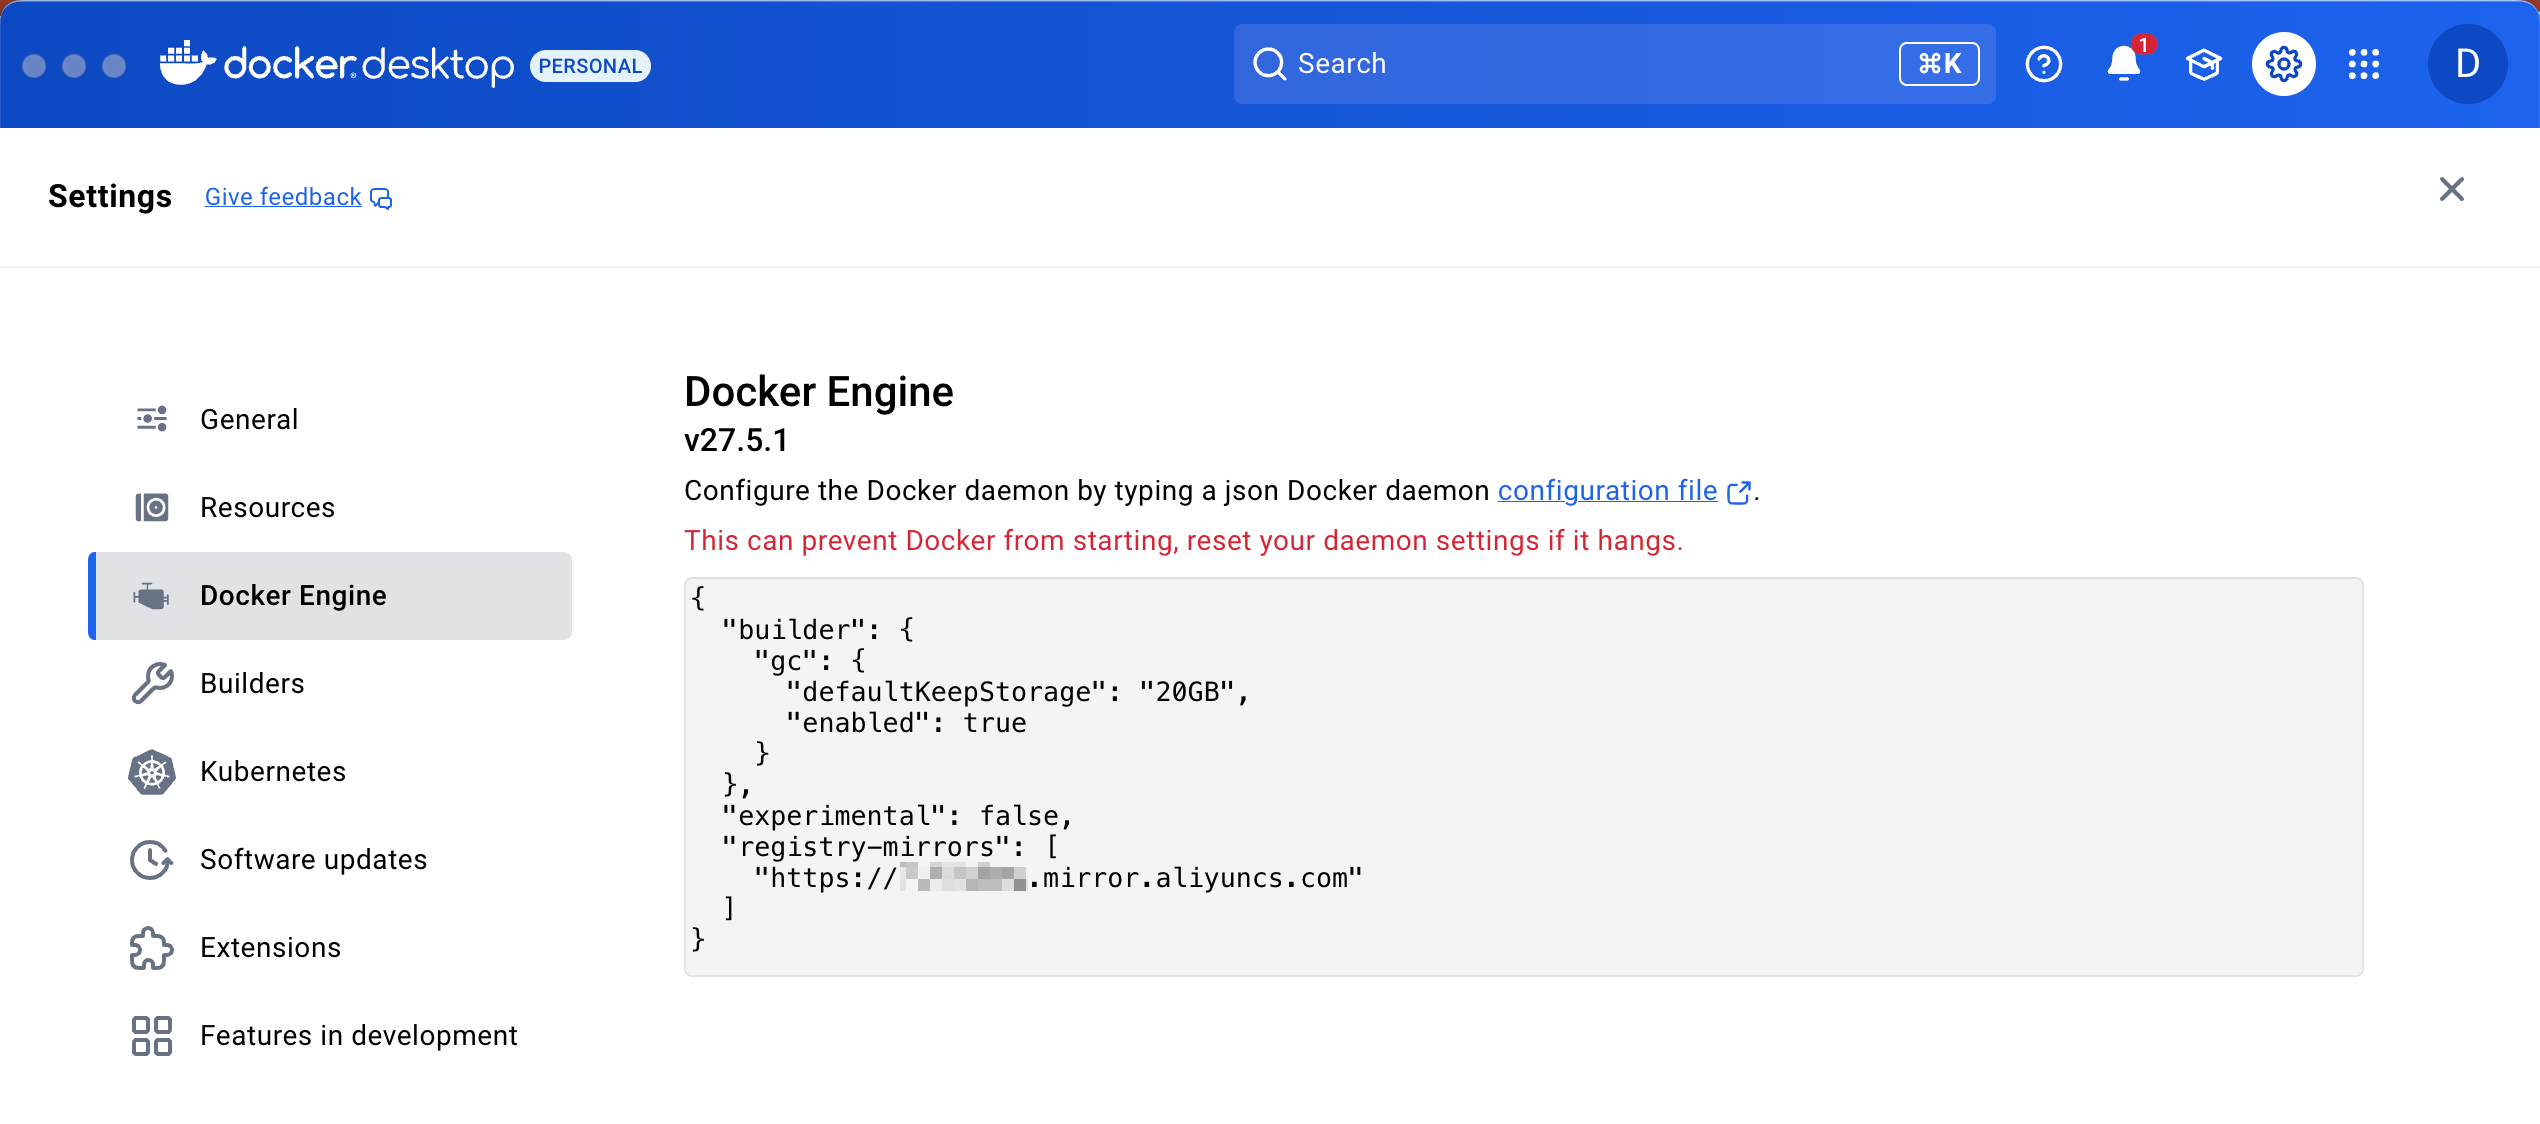 docker desktop PERSONAL
Search
⌘K
1
D
Settings
Give feedback
General
Resources
Docker Engine
Builders
Kubernetes
Software updates
Extensions
Features in development
Docker Engine
v27.5.1
Configure the Docker daemon by typing a json Docker daemon configuration file.
This can prevent Docker from starting, reset your daemon settings if it hangs.
{
  "builder": {
    "gc": {
      "defaultKeepStorage": "20GB",
      "enabled": true
    }
  },
  "experimental": false,
  "registry-mirrors": [
    "https://.mirror.aliyuncs.com"
  ]
}